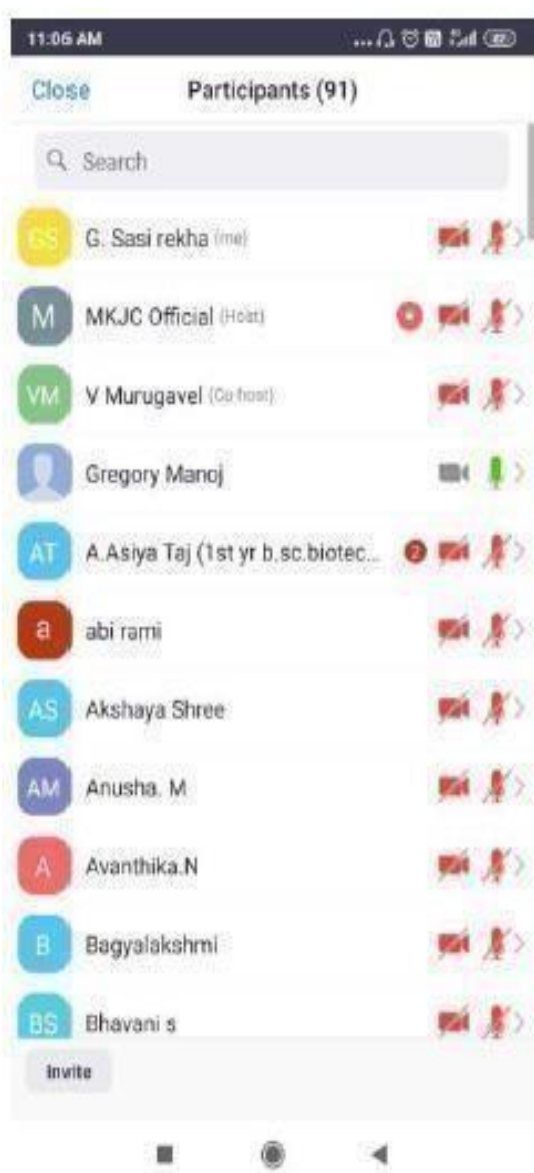 11:06 AM
Close Participants (91)
Search
GS G. Sasi rekha (me)
M MKJC Official (Host)
VM V Murugavel (Co-host)
Gregory Manoj
AT A.Asiya Taj (1st yr b.sc.biotec... 2
a abi rami
AS Akshaya Shree
AM Anusha. M
A Avanthika.N
B Bagyalakshmi
BS Bhavani s
Invite